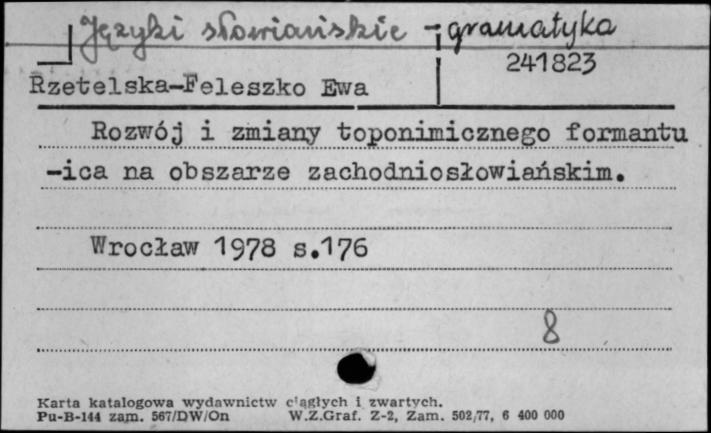 Języki słowiańskie - gramatyka
241823
Rzetelska-Feleszko Ewa
Rozwój i zmiany toponimicznego formantu
-ica na obszarze zachodniosłowiańskim.
Wrocław 1978 s.176
8
Karta katalogowa wydawnictw ciągłych i zwartych.
Pu-B-144 zam. 567/DW/On W.Z.Graf. Z-2, Zam. 502/77, 6 400 000